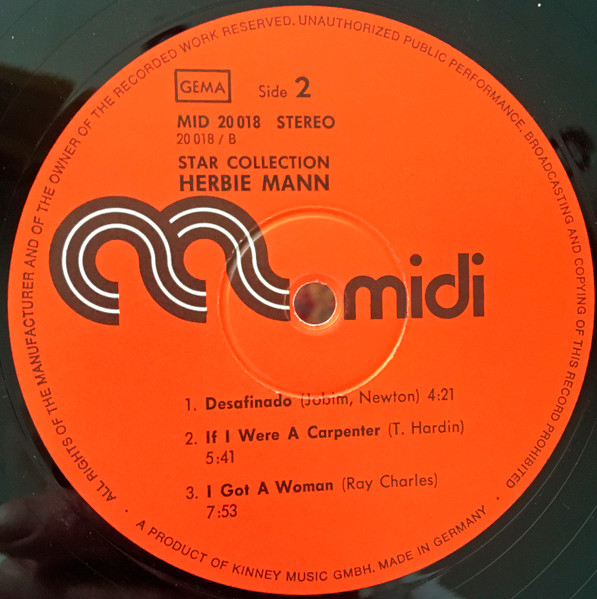 ALL RIGHTS OF THE MANUFACTURER AND OF THE OWNER OF THE RECORDED WORK RESERVED. UNAUTHORIZED PUBLIC PERFORMANCE. BROADCASTING AND COPYING OF THIS RECORD PROHIBITED
GEMA Side 2
MID 20 018 STEREO
20 018 / B
STAR COLLECTION
HERBIE MANN
midi
1. Desafinado (Jobim, Newton) 4:21
2. If I Were A Carpenter (T. Hardin)
5:41
3. I Got A Woman (Ray Charles)
7:53
· A PRODUCT OF KINNEY MUSIC GMBH. MADE IN GERMANY ·